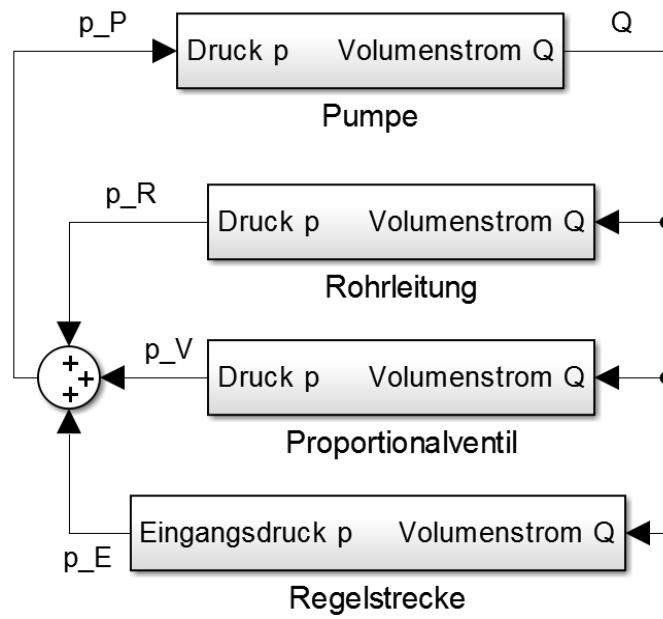 p_P
Q
Druck p Volumenstrom Q
Pumpe
p_R
Druck p Volumenstrom Q
Rohrleitung
p_V
Druck p Volumenstrom Q
+
+
+
Proportionalventil
Eingangsdruck p Volumenstrom Q
p_E
Regelstrecke